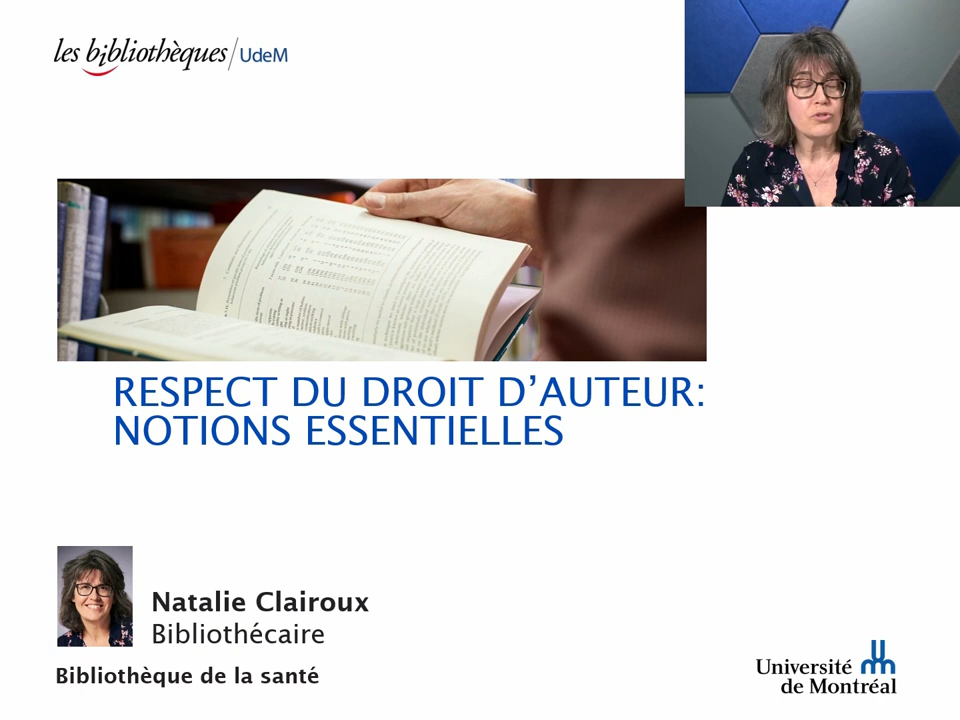 les bibliothèques/UdeM
RESPECT DU DROIT D’AUTEUR:
NOTIONS ESSENTIELLES
Natalie Clairoux
Bibliothécaire
Bibliothèque de la santé
Université
de Montréal